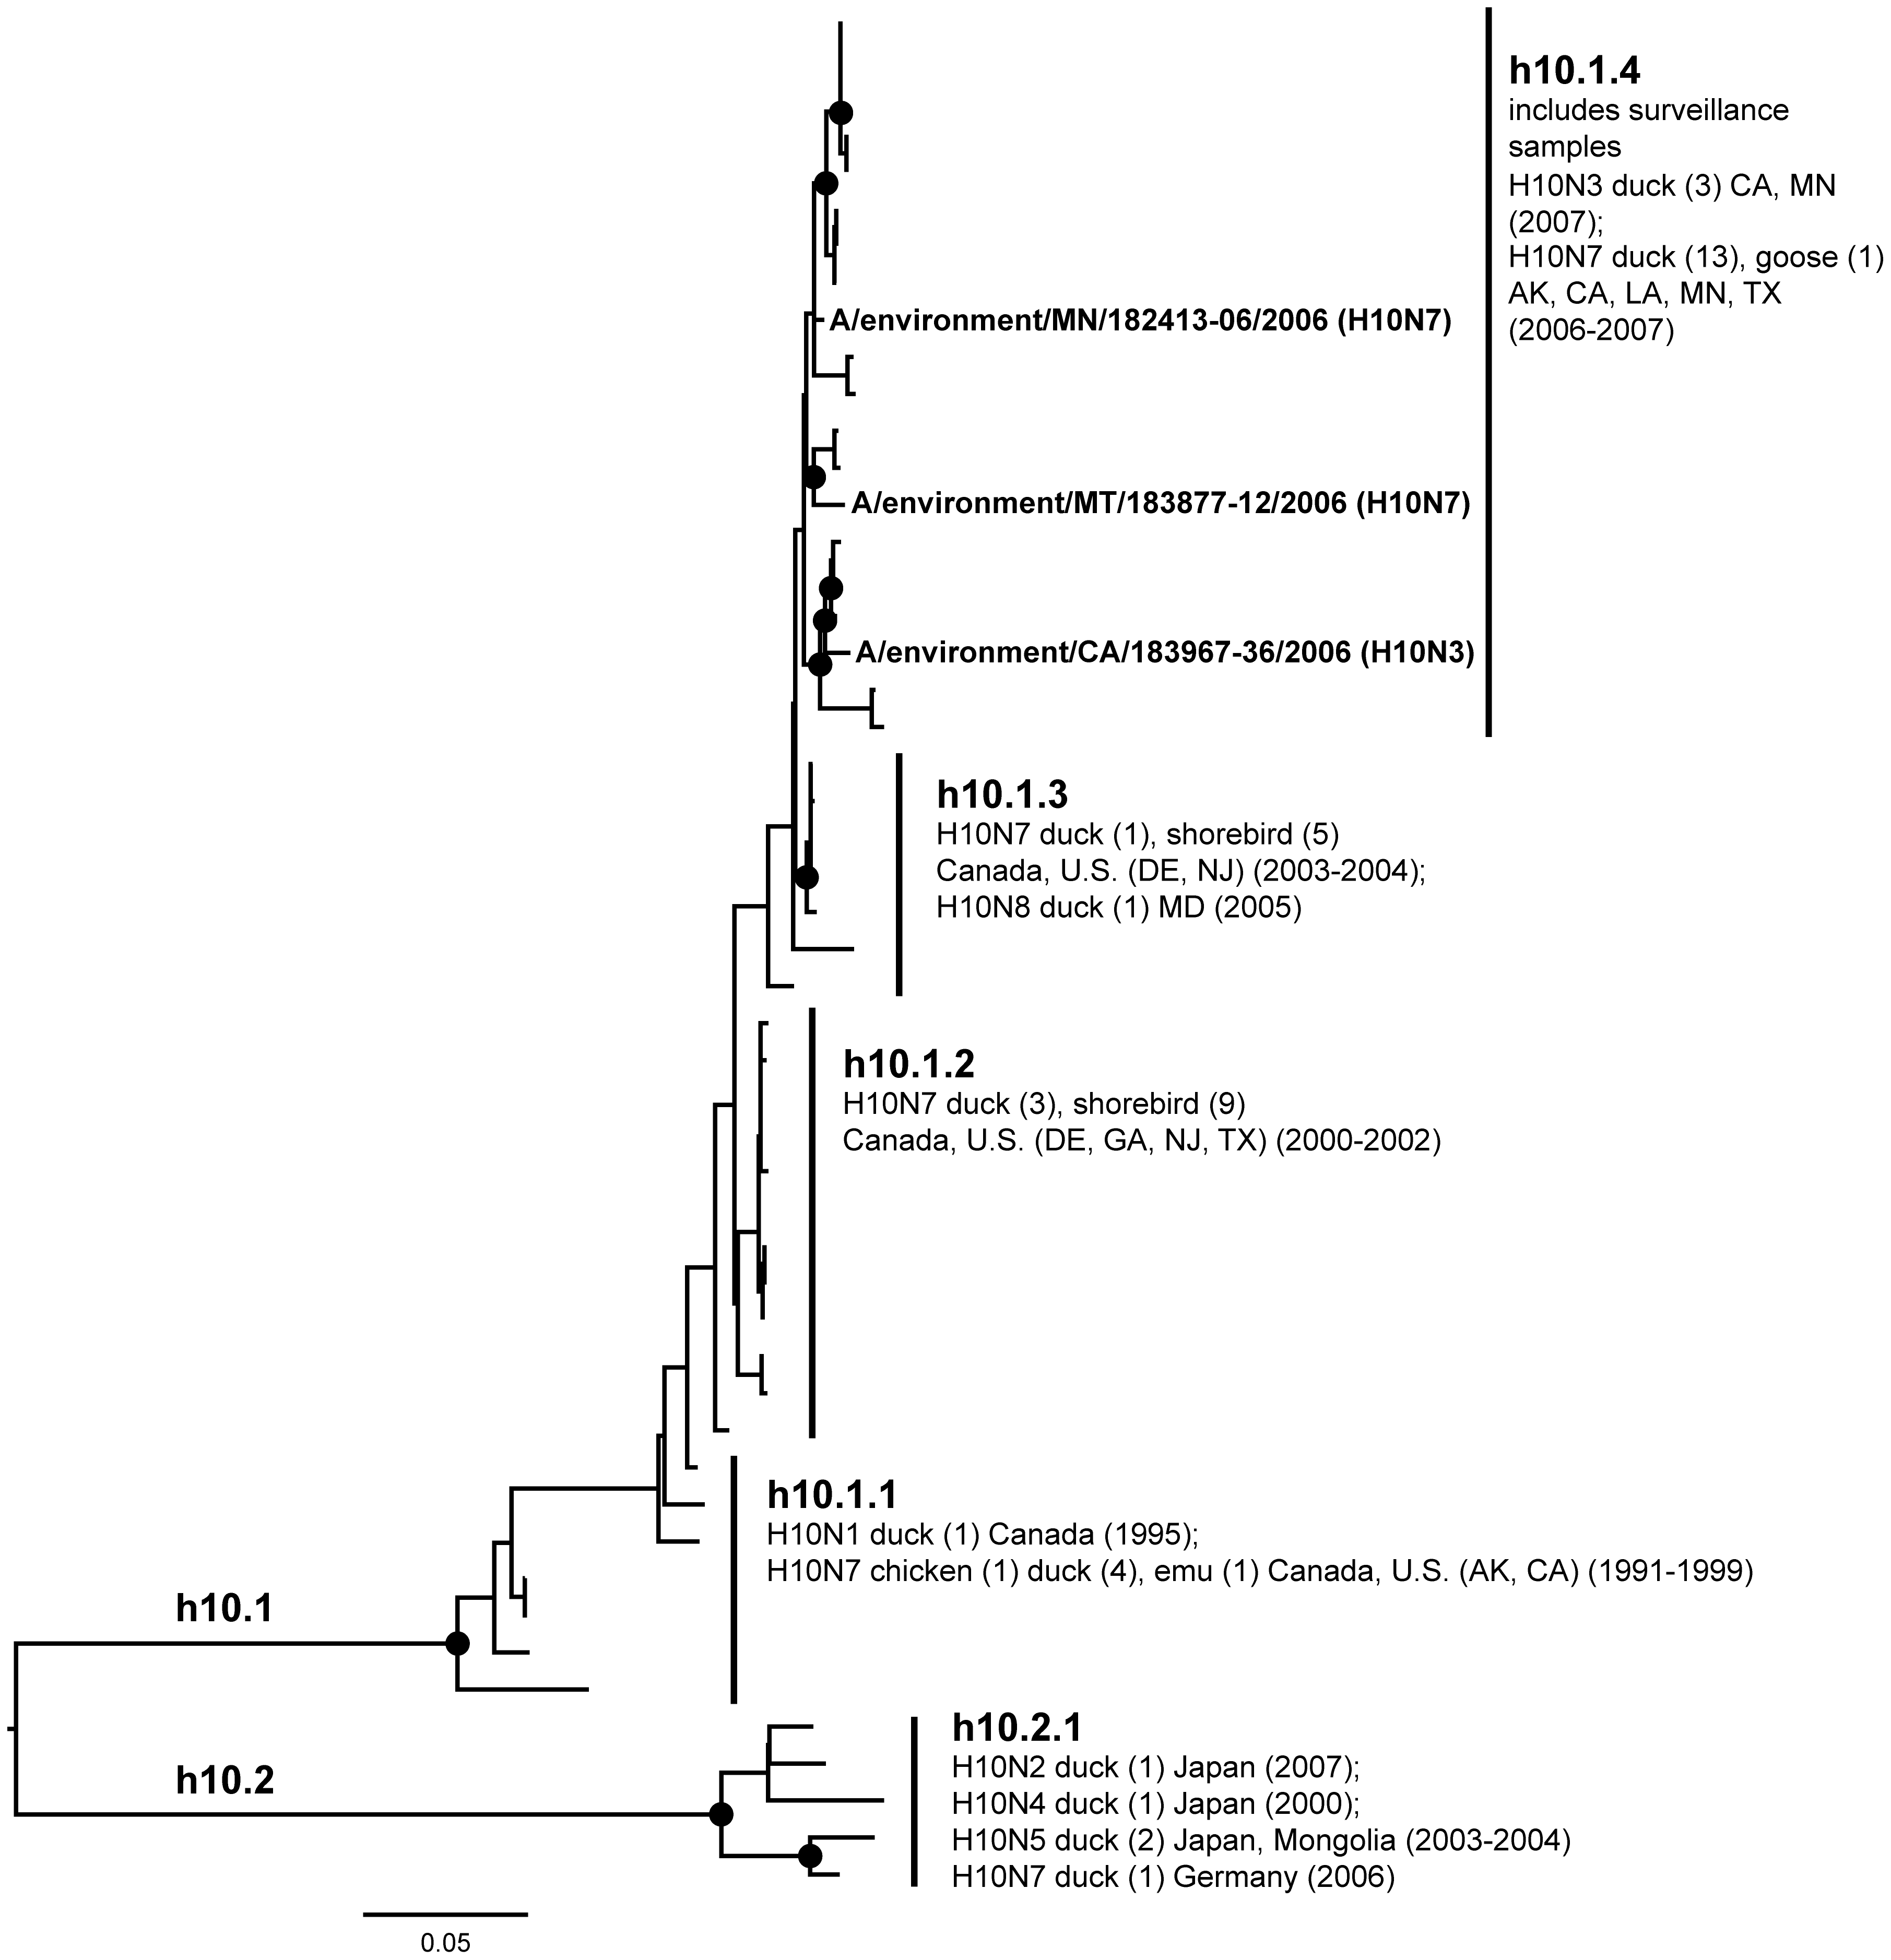 h10.1.4
includes surveillance
samples
H10N3 duck (3) CA, MN
(2007);
H10N7 duck (13), goose (1)
AK, CA, LA, MN, TX
(2006-2007)
A/environment/MN/182413-06/2006 (H10N7)
A/environment/MT/183877-12/2006 (H10N7)
A/environment/CA/183967-36/2006 (H10N3)
h10.1.3
H10N7 duck (1), shorebird (5)
Canada, U.S. (DE, NJ) (2003-2004);
H10N8 duck (1) MD (2005)
h10.1.2
H10N7 duck (3), shorebird (9)
Canada, U.S. (DE, GA, NJ, TX) (2000-2002)
h10.1.1
H10N1 duck (1) Canada (1995);
H10N7 chicken (1) duck (4), emu (1) Canada, U.S. (AK, CA) (1991-1999)
h10.1
h10.2.1
H10N2 duck (1) Japan (2007);
H10N4 duck (1) Japan (2000);
H10N5 duck (2) Japan, Mongolia (2003-2004)
H10N7 duck (1) Germany (2006)
h10.2
0.05